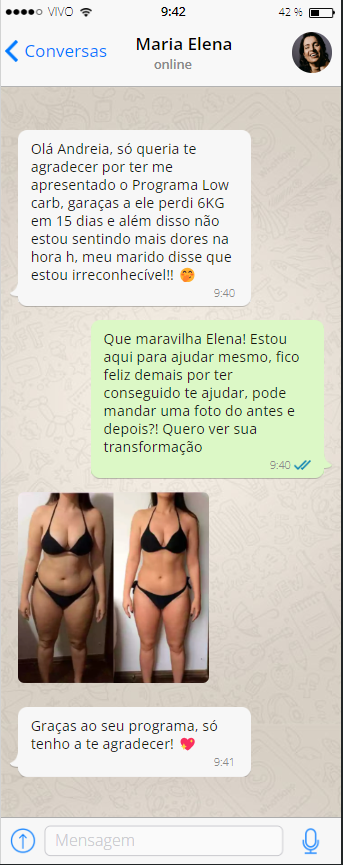 VIVO 9:42 42 %
Conversas Maria Elena
online
Olá Andreia, só queria te
agradecer por ter me
apresentado o Programa Low
carb, garaças a ele perdi 6KG
em 15 dias e além disso não
estou sentindo mais dores na
hora h, meu marido disse que
estou irreconhecível!! 🤭
9:40
Que maravilha Elena! Estou
aqui para ajudar mesmo, fico
feliz demais por ter
conseguido te ajudar, pode
mandar uma foto do antes e
depois?! Quero ver sua
transformação
9:40
Graças ao seu programa, só
tenho a te agradecer! 💖
9:41
Mensagem